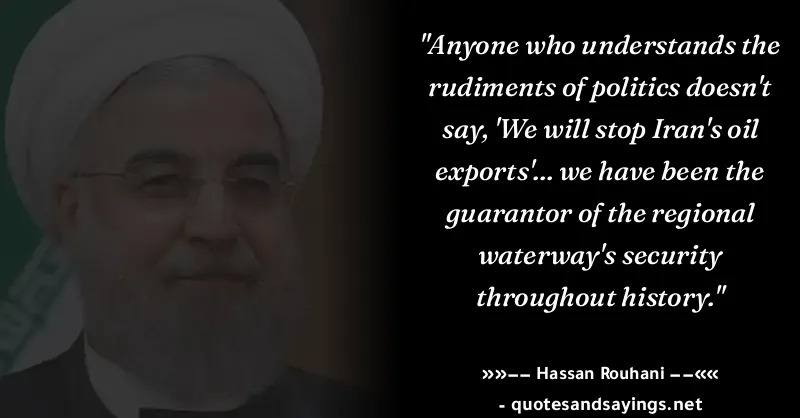 "Anyone who understands the
rudiments of politics doesn't
say, 'We will stop Iran's oil
exports'... we have been the
guarantor of the regional
waterway's security
throughout history."
»»−− Hassan Rouhani −−««
- quotesandsayings.net